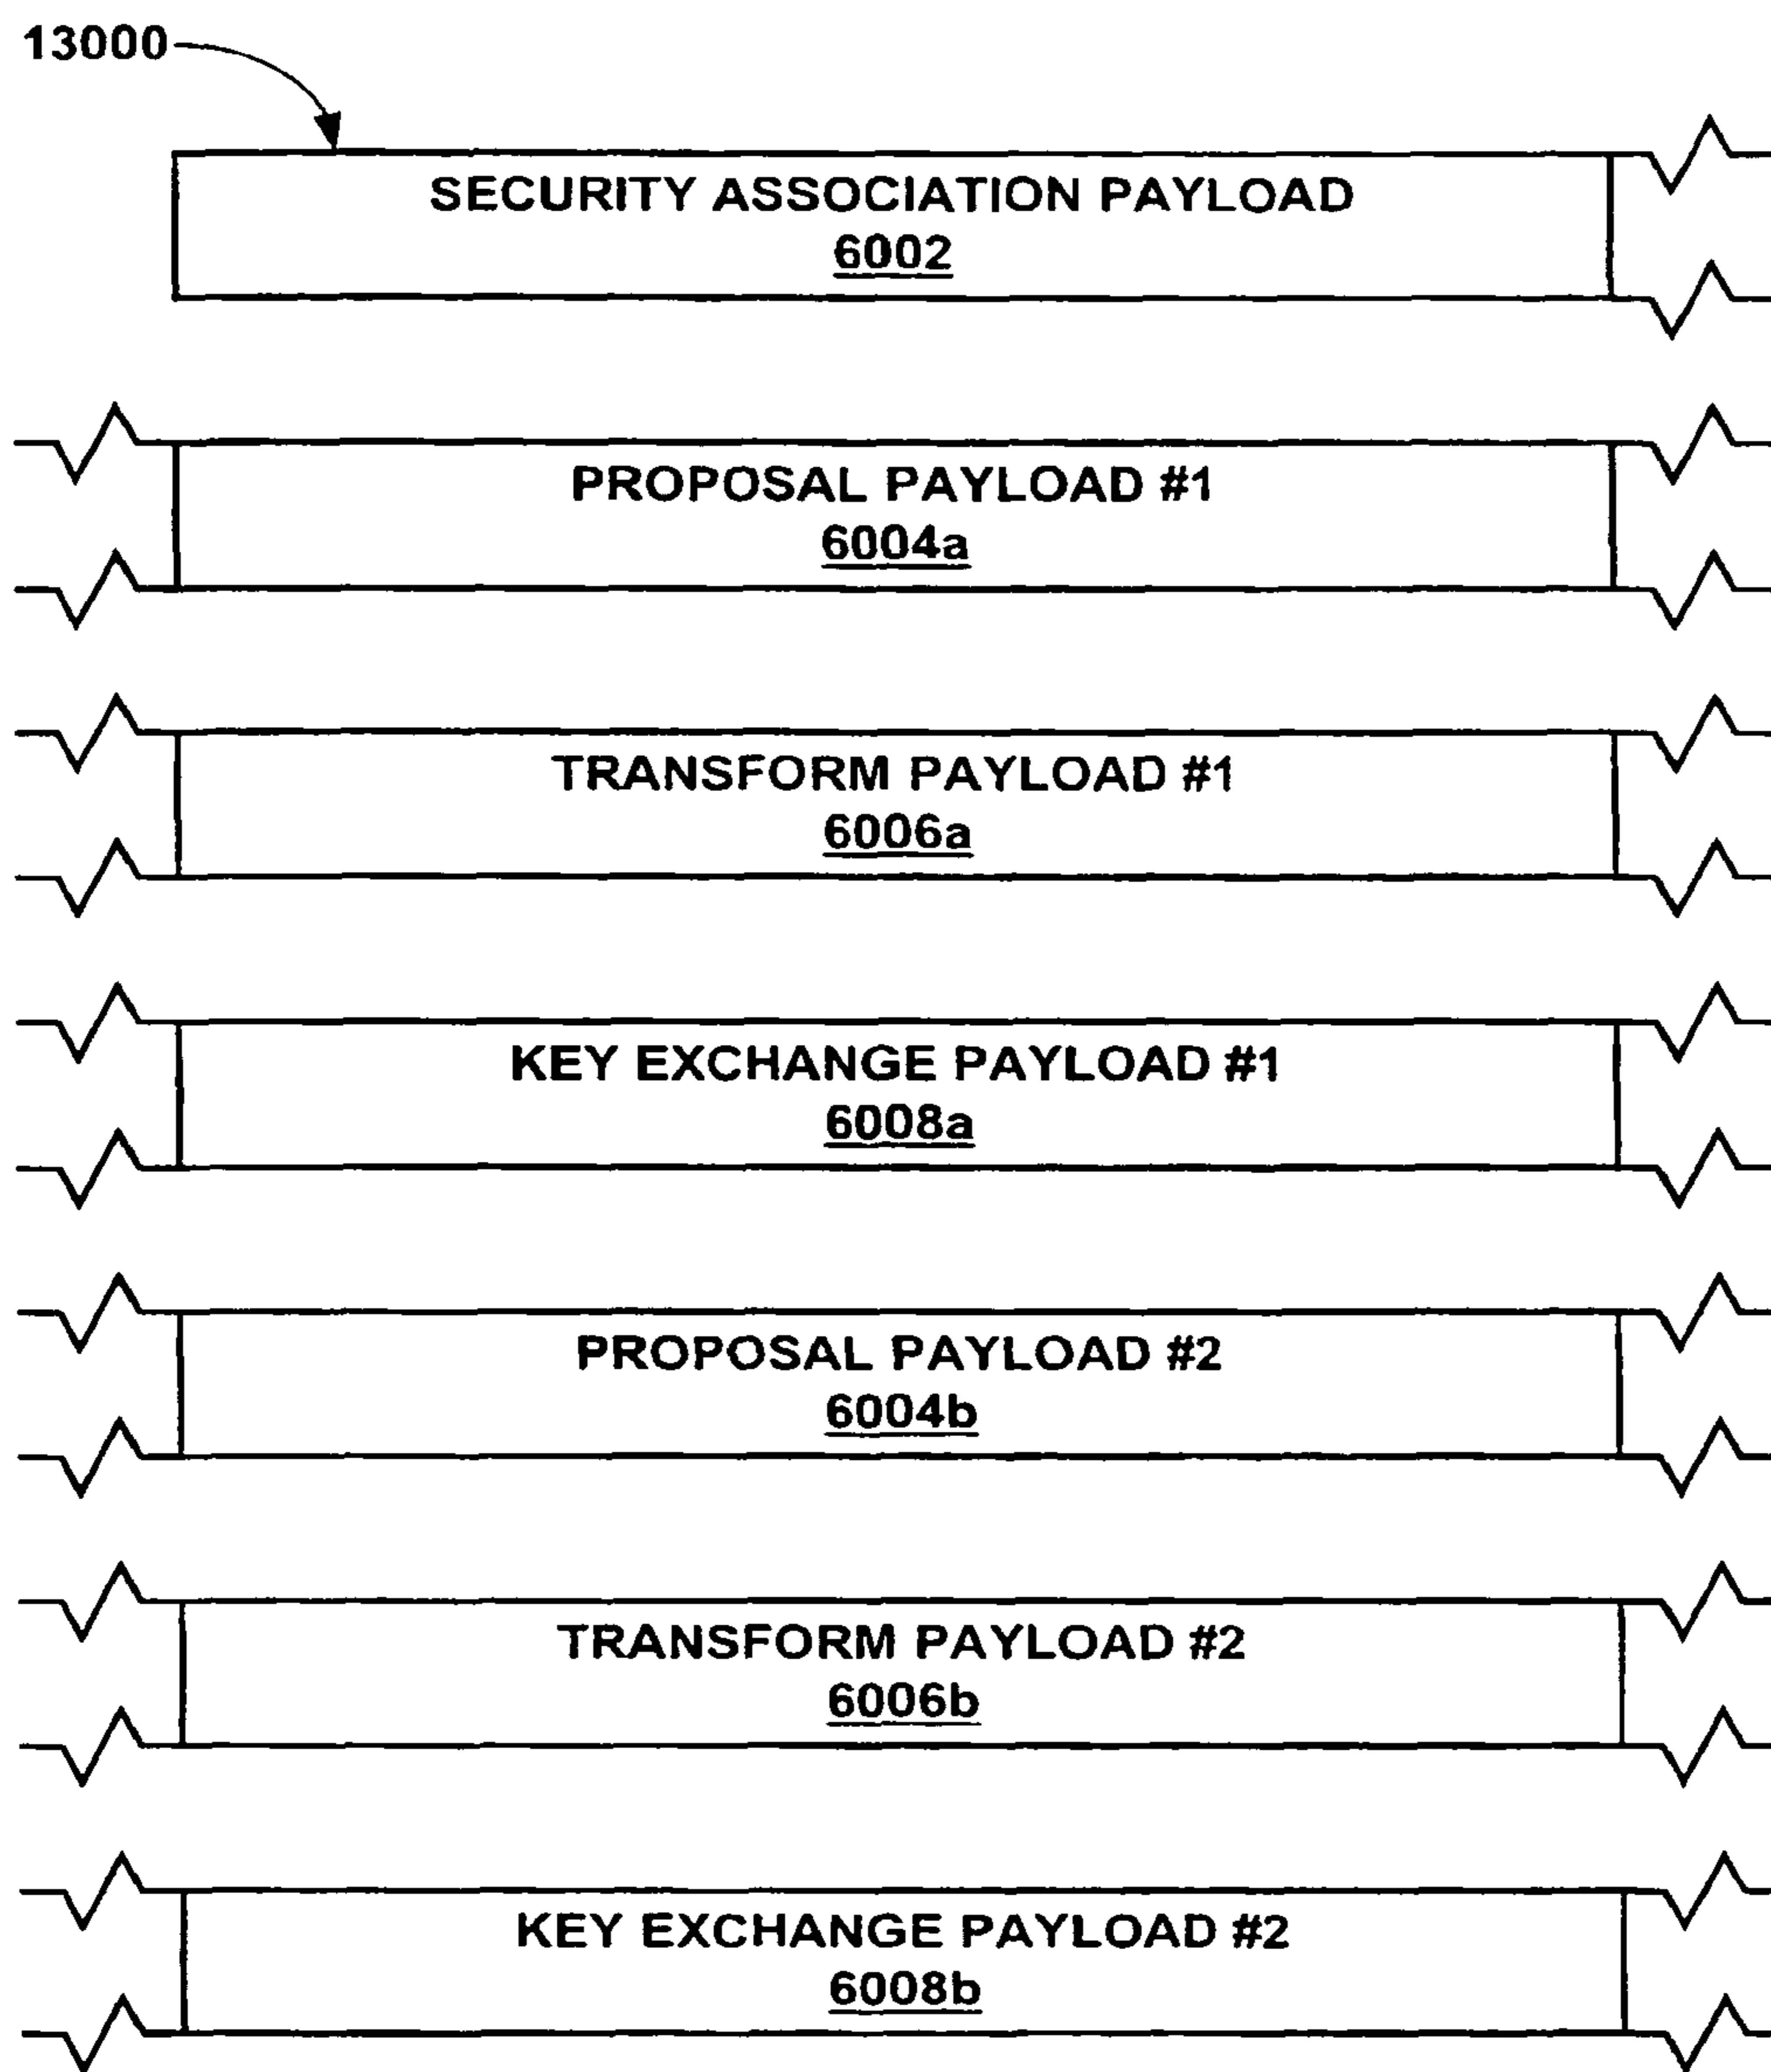 13000
SECURITY ASSOCIATION PAYLOAD
6002
PROPOSAL PAYLOAD #1
6004a
TRANSFORM PAYLOAD #1
6006a
KEY EXCHANGE PAYLOAD #1
6008a
PROPOSAL PAYLOAD #2
6004b
TRANSFORM PAYLOAD #2
6006b
KEY EXCHANGE PAYLOAD #2
6008b